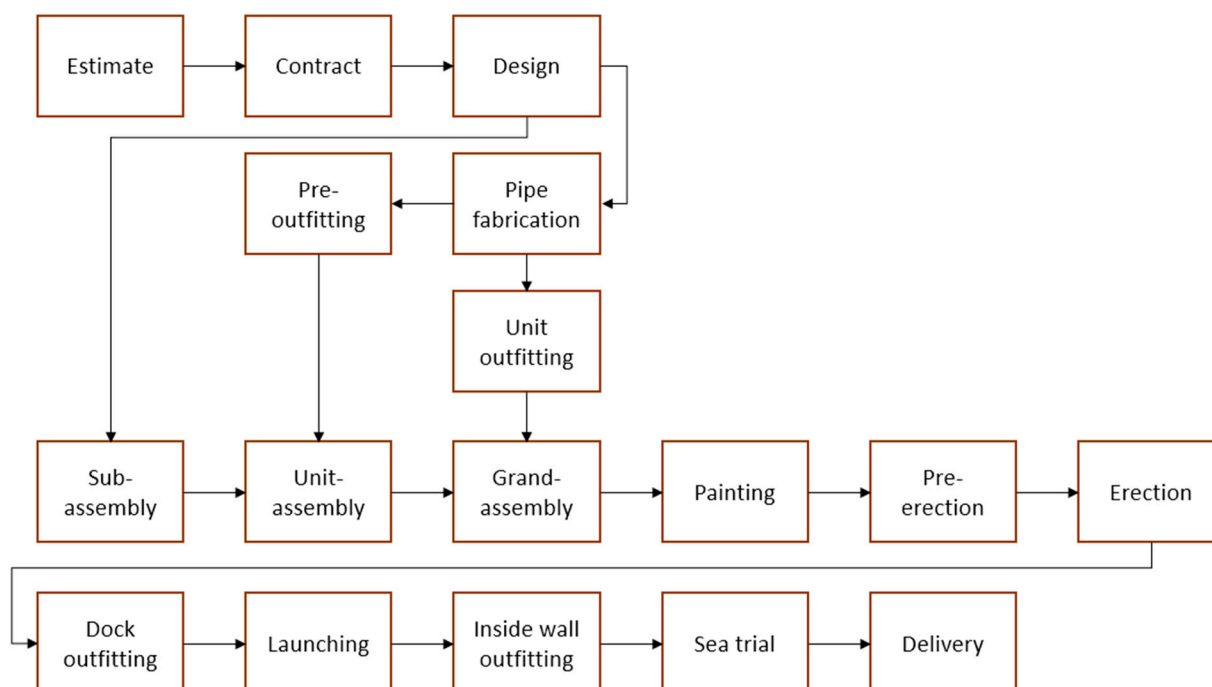 Estimate
Contract
Design
Pre-
outfitting
Pipe
fabrication
Unit
outfitting
Sub-
assembly
Unit-
assembly
Grand-
assembly
Painting
Pre-
erection
Erection
Dock
outfitting
Launching
Inside wall
outfitting
Sea trial
Delivery